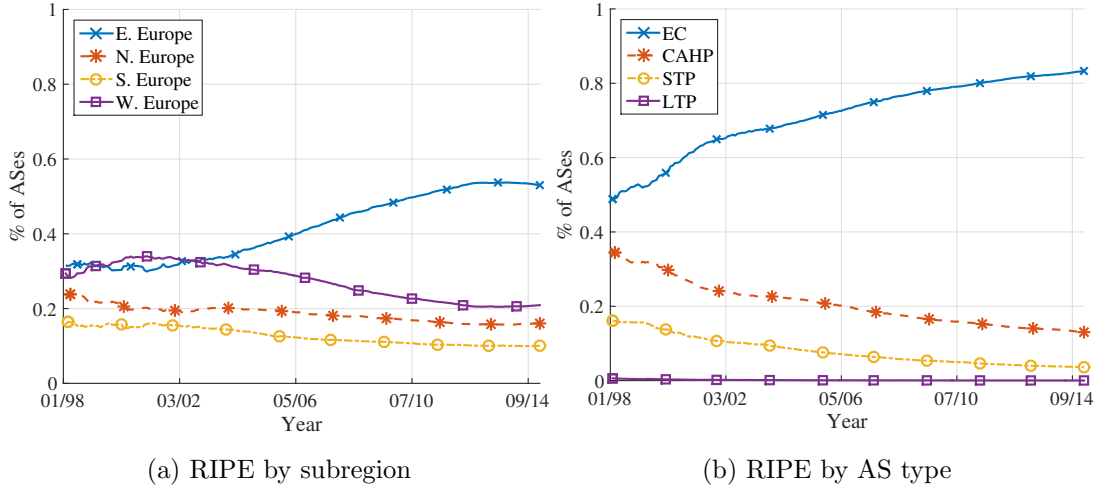 E. Europe
N. Europe
S. Europe
W. Europe
1
0.8
0.6
0.4
0.2
0
% of ASes
01/98 03/02 05/06 07/10 09/14
Year
(a) RIPE by subregion
EC
CAHP
STP
LTP
1
0.8
0.6
0.4
0.2
0
% of ASes
01/98 03/02 05/06 07/10 09/14
Year
(b) RIPE by AS type